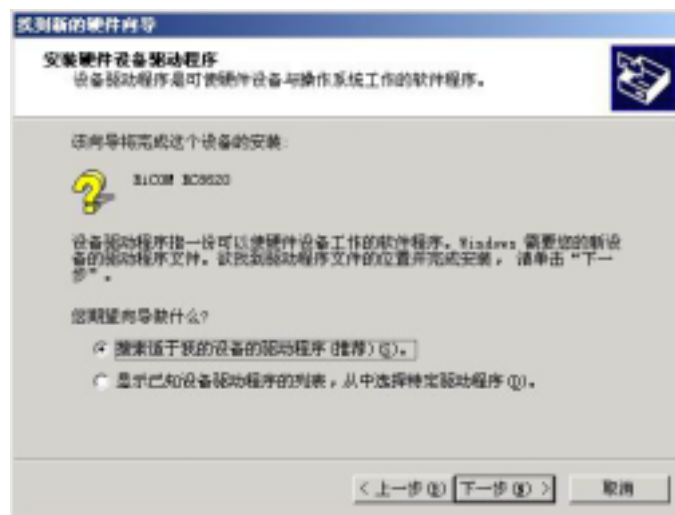 找到新的硬件向导
安装硬件设备驱动程序
设备驱动程序是可使硬件设备与操作系统工作的软件程序。
该向导将完成这个设备的安装:
设备驱动程序指一份可以使硬件设备工作的软件程序。Windows 需要您的新设
备的驱动程序文件。欲找到驱动程序文件的位置并完成安装，请单击“下一
步”。
您期望向导做什么?
搜索适于我的设备的驱动程序(推荐)(S)。
显示已知设备驱动程序的列表，从中选择特定驱动程序(D)。
< 上一步(B)
下一步(N) >
取消